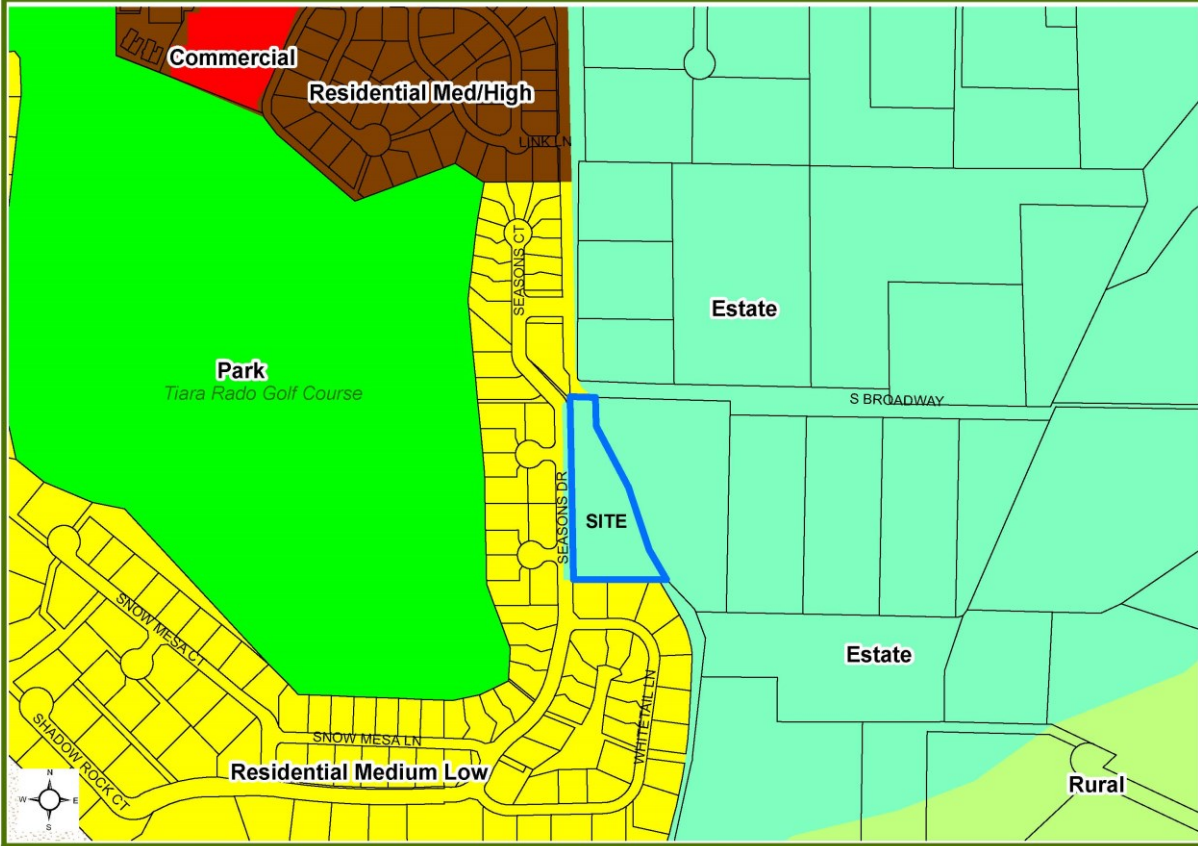 Commercial
Residential Med/High
LINK LN
SEASONS CT
Estate
Park
Tiara Rado Golf Course
S BROADWAY
SEASONS DR
SITE
SNOW MESA CT
Estate
WHITETAIL LN
SHADOW ROCK CT
SNOW MESA LN
Residential Medium Low
Rural
N
W
E
S